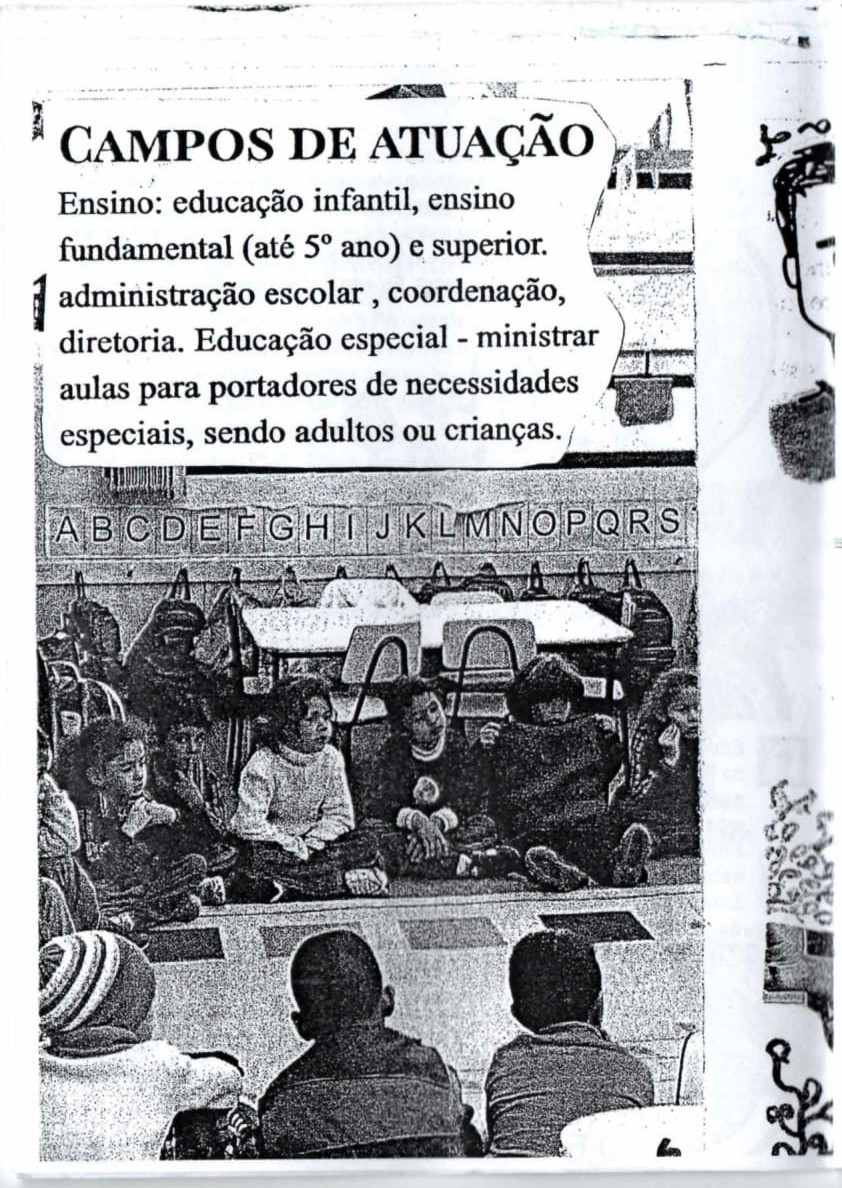 CAMPOS DE ATUAÇÃO
Ensino: educação infantil, ensino
fundamental (até 5º ano) e superior.
administração escolar , coordenação,
diretoria. Educação especial - ministrar
aulas para portadores de necessidades
especiais, sendo adultos ou crianças.
A B C D E F G H I J K L M N O P Q R S
6